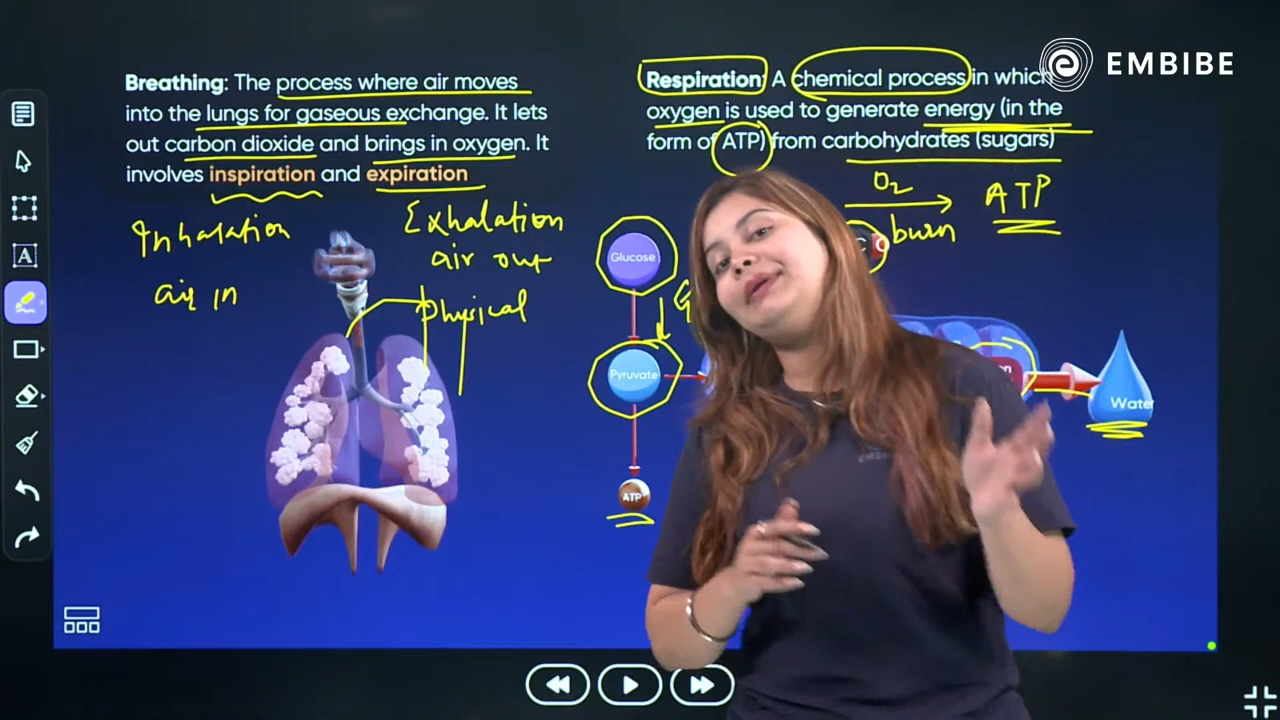 EMBIBE
Breathing: The process where air moves
into the lungs for gaseous exchange. It lets
out carbon dioxide and brings in oxygen. It
involves inspiration and expiration
Inhalation
air in
Exhalation
air out
Physical
Respiration: A chemical process in which
oxygen is used to generate energy (in the
form of ATP) from carbohydrates (sugars)
O2
burn
ATP
Glucose
Pyruvate
ATP
Water
A